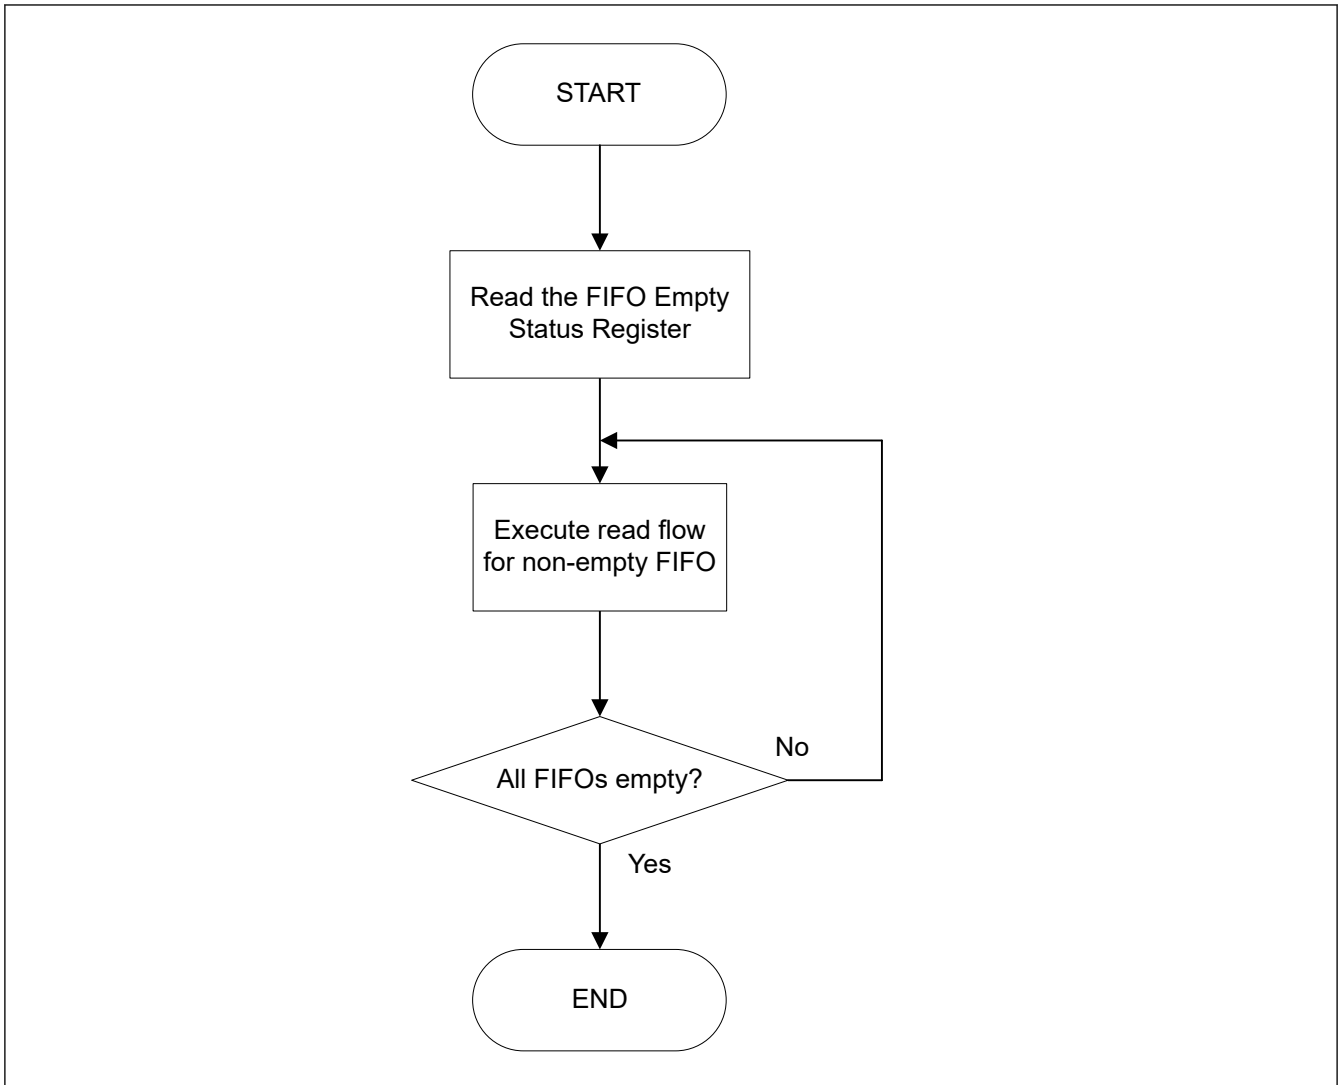 START
Read the FIFO Empty
Status Register
Execute read flow
for non-empty FIFO
All FIFOs empty?
No
Yes
END